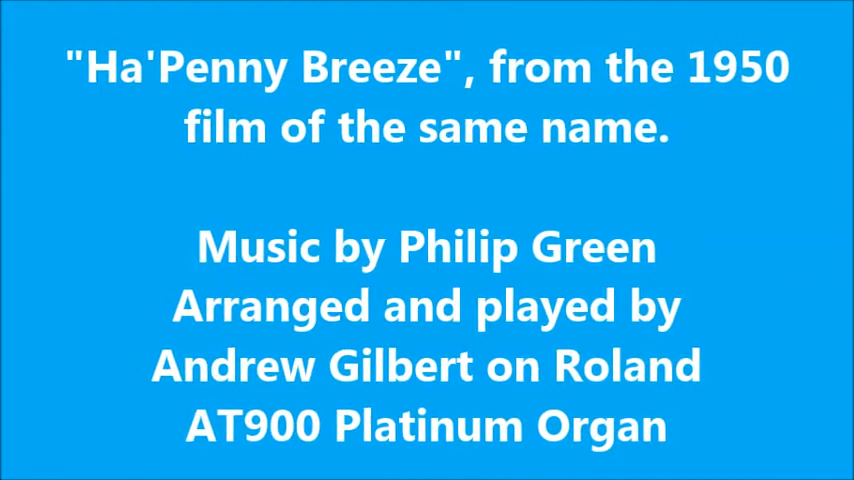 "Ha'Penny Breeze", from the 1950
film of the same name.
Music by Philip Green
Arranged and played by
Andrew Gilbert on Roland
AT900 Platinum Organ